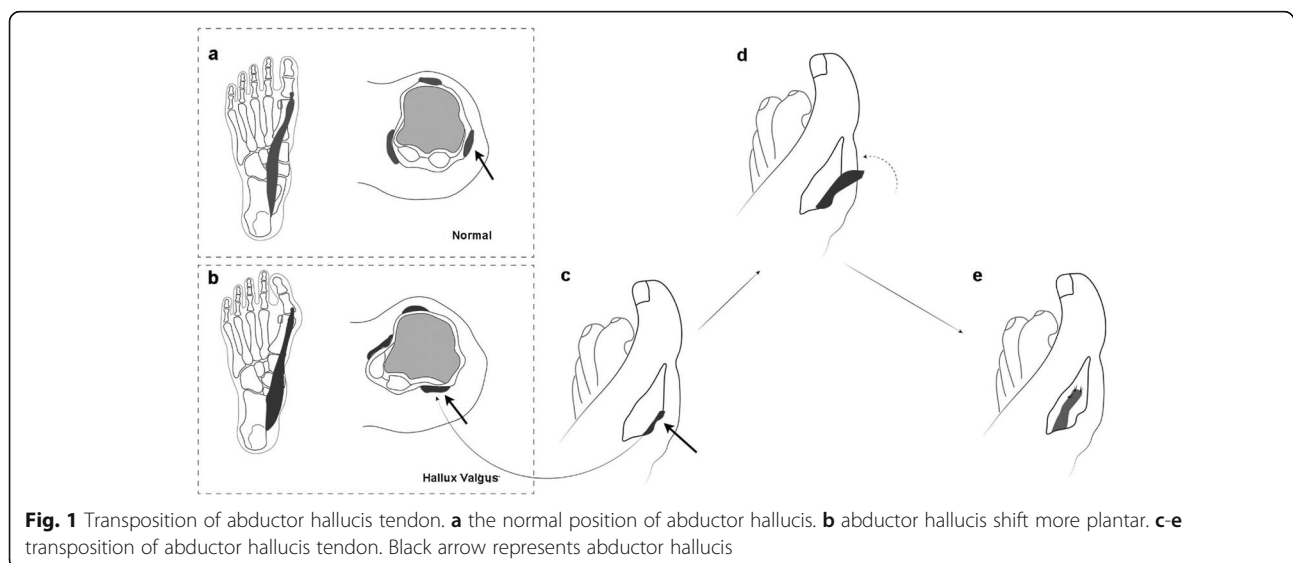 a
Normal
b
Hallux Valgus
c
d
e
Fig. 1 Transposition of abductor hallucis tendon. a the normal position of abductor hallucis. b abductor hallucis shift more plantar. c-e
transposition of abductor hallucis tendon. Black arrow represents abductor hallucis